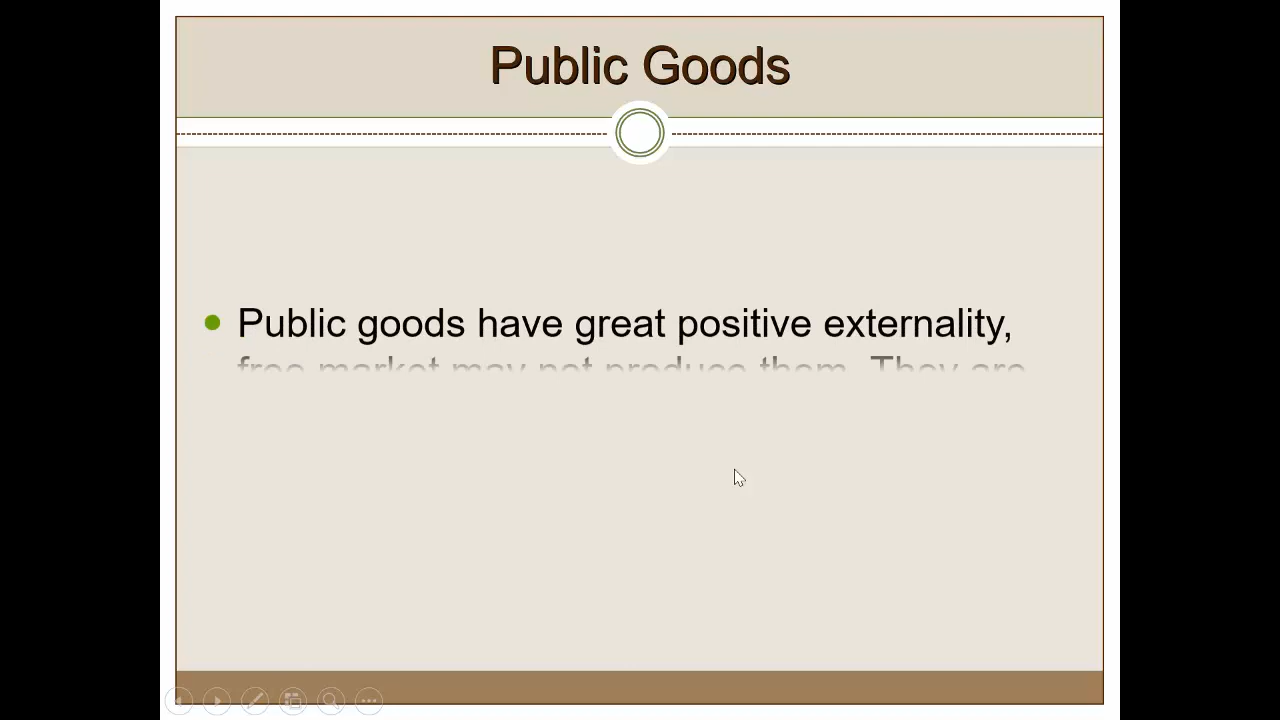 Public Goods
Public goods have great positive externality,
free market may not produce them. They are